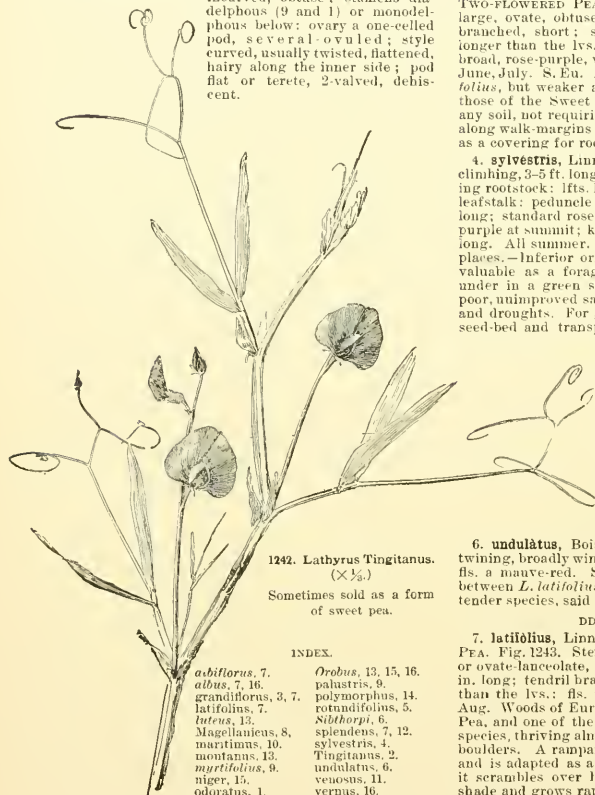 delphous (9 and 1) or monodel-
phous below: ovary a one-celled
pod, several-ovuled; style
curved, usually twisted, flattened,
hairy along the inner side; pod
flat or terete, 2-valved, dehis-
cent.
1242. Lathyrus Tingitanus.
(× ⅓.)
Sometimes sold as a form
of sweet pea.
INDEX.
albiflorus, 7.
albus, 7, 16.
grandiflorus, 3, 7.
latifolius, 7.
luteus, 13.
Magellanicus, 8,
maritimus, 10.
montanus, 13.
myrtifolius, 9.
niger, 15.
odoratus, 1.
Orobus, 13, 15, 16.
palustris, 9.
polymorphus, 14.
rotundifolius, 5.
Sibthorpi, 6.
splendens, 7, 12.
sylvestris, 4.
Tingitanus, 2.
undulatus, 6.
venosus, 11.
vernus, 16.
TWO-FLOWERED
large, ovate, obtuse
branched, short;
longer than the lvs.
broad, rose-purple,
June, July. S. Eu.
folius, but weaker
those of the Sweet
any soil, not requiri
along walk-margins
as a covering for
4. sylvéstris, Linn
climbing, 3-5 ft. long
ing rootstock: lfts.
leafstalk: peduncle
long; standard rose
purple at summit; k
long. All summer.
places.—Inferior or
valuable as a forag
under in a green s
poor, unimproved sa
and droughts. For
seed-bed and trans
6. undulàtus, Boi
twining, broadly win
fls. a mauve-red.
between L. latifoliu
tender species, said
DD
7. latifòlius, Linn
PEA. Fig. 1243. Ste
or ovate-lanceolate,
in. long; tendril bra
than the lvs.: fls.
Aug. Woods of Eur
Pea, and one of the
species, thriving alm
boulders. A rampa
and is adapted as a
it scrambles over
shade and grows ran